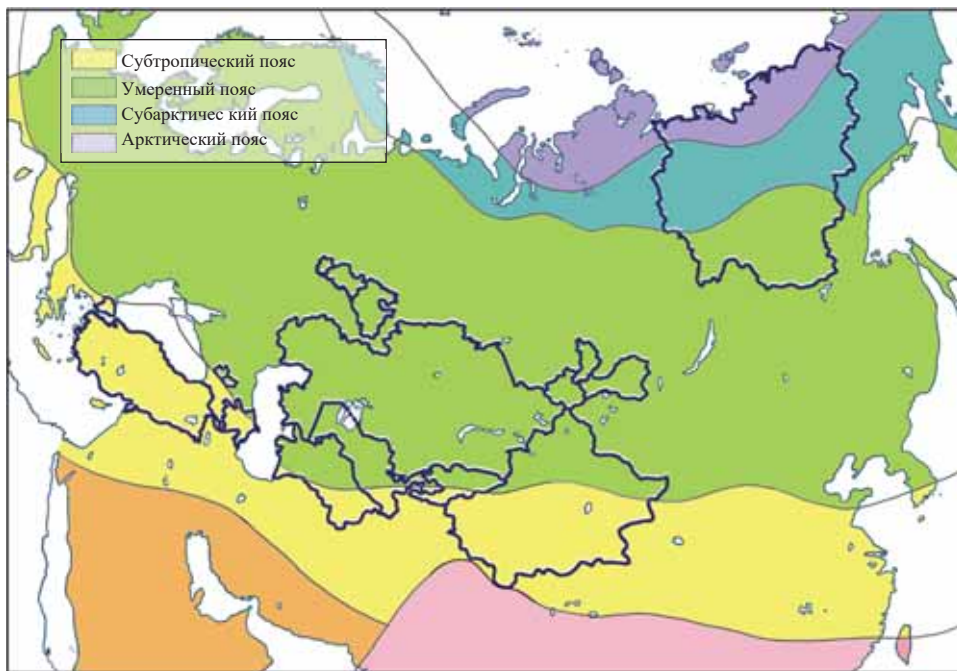 Субтропический пояс
Умеренный пояс
Субарктичес кий пояс
Арктический пояс